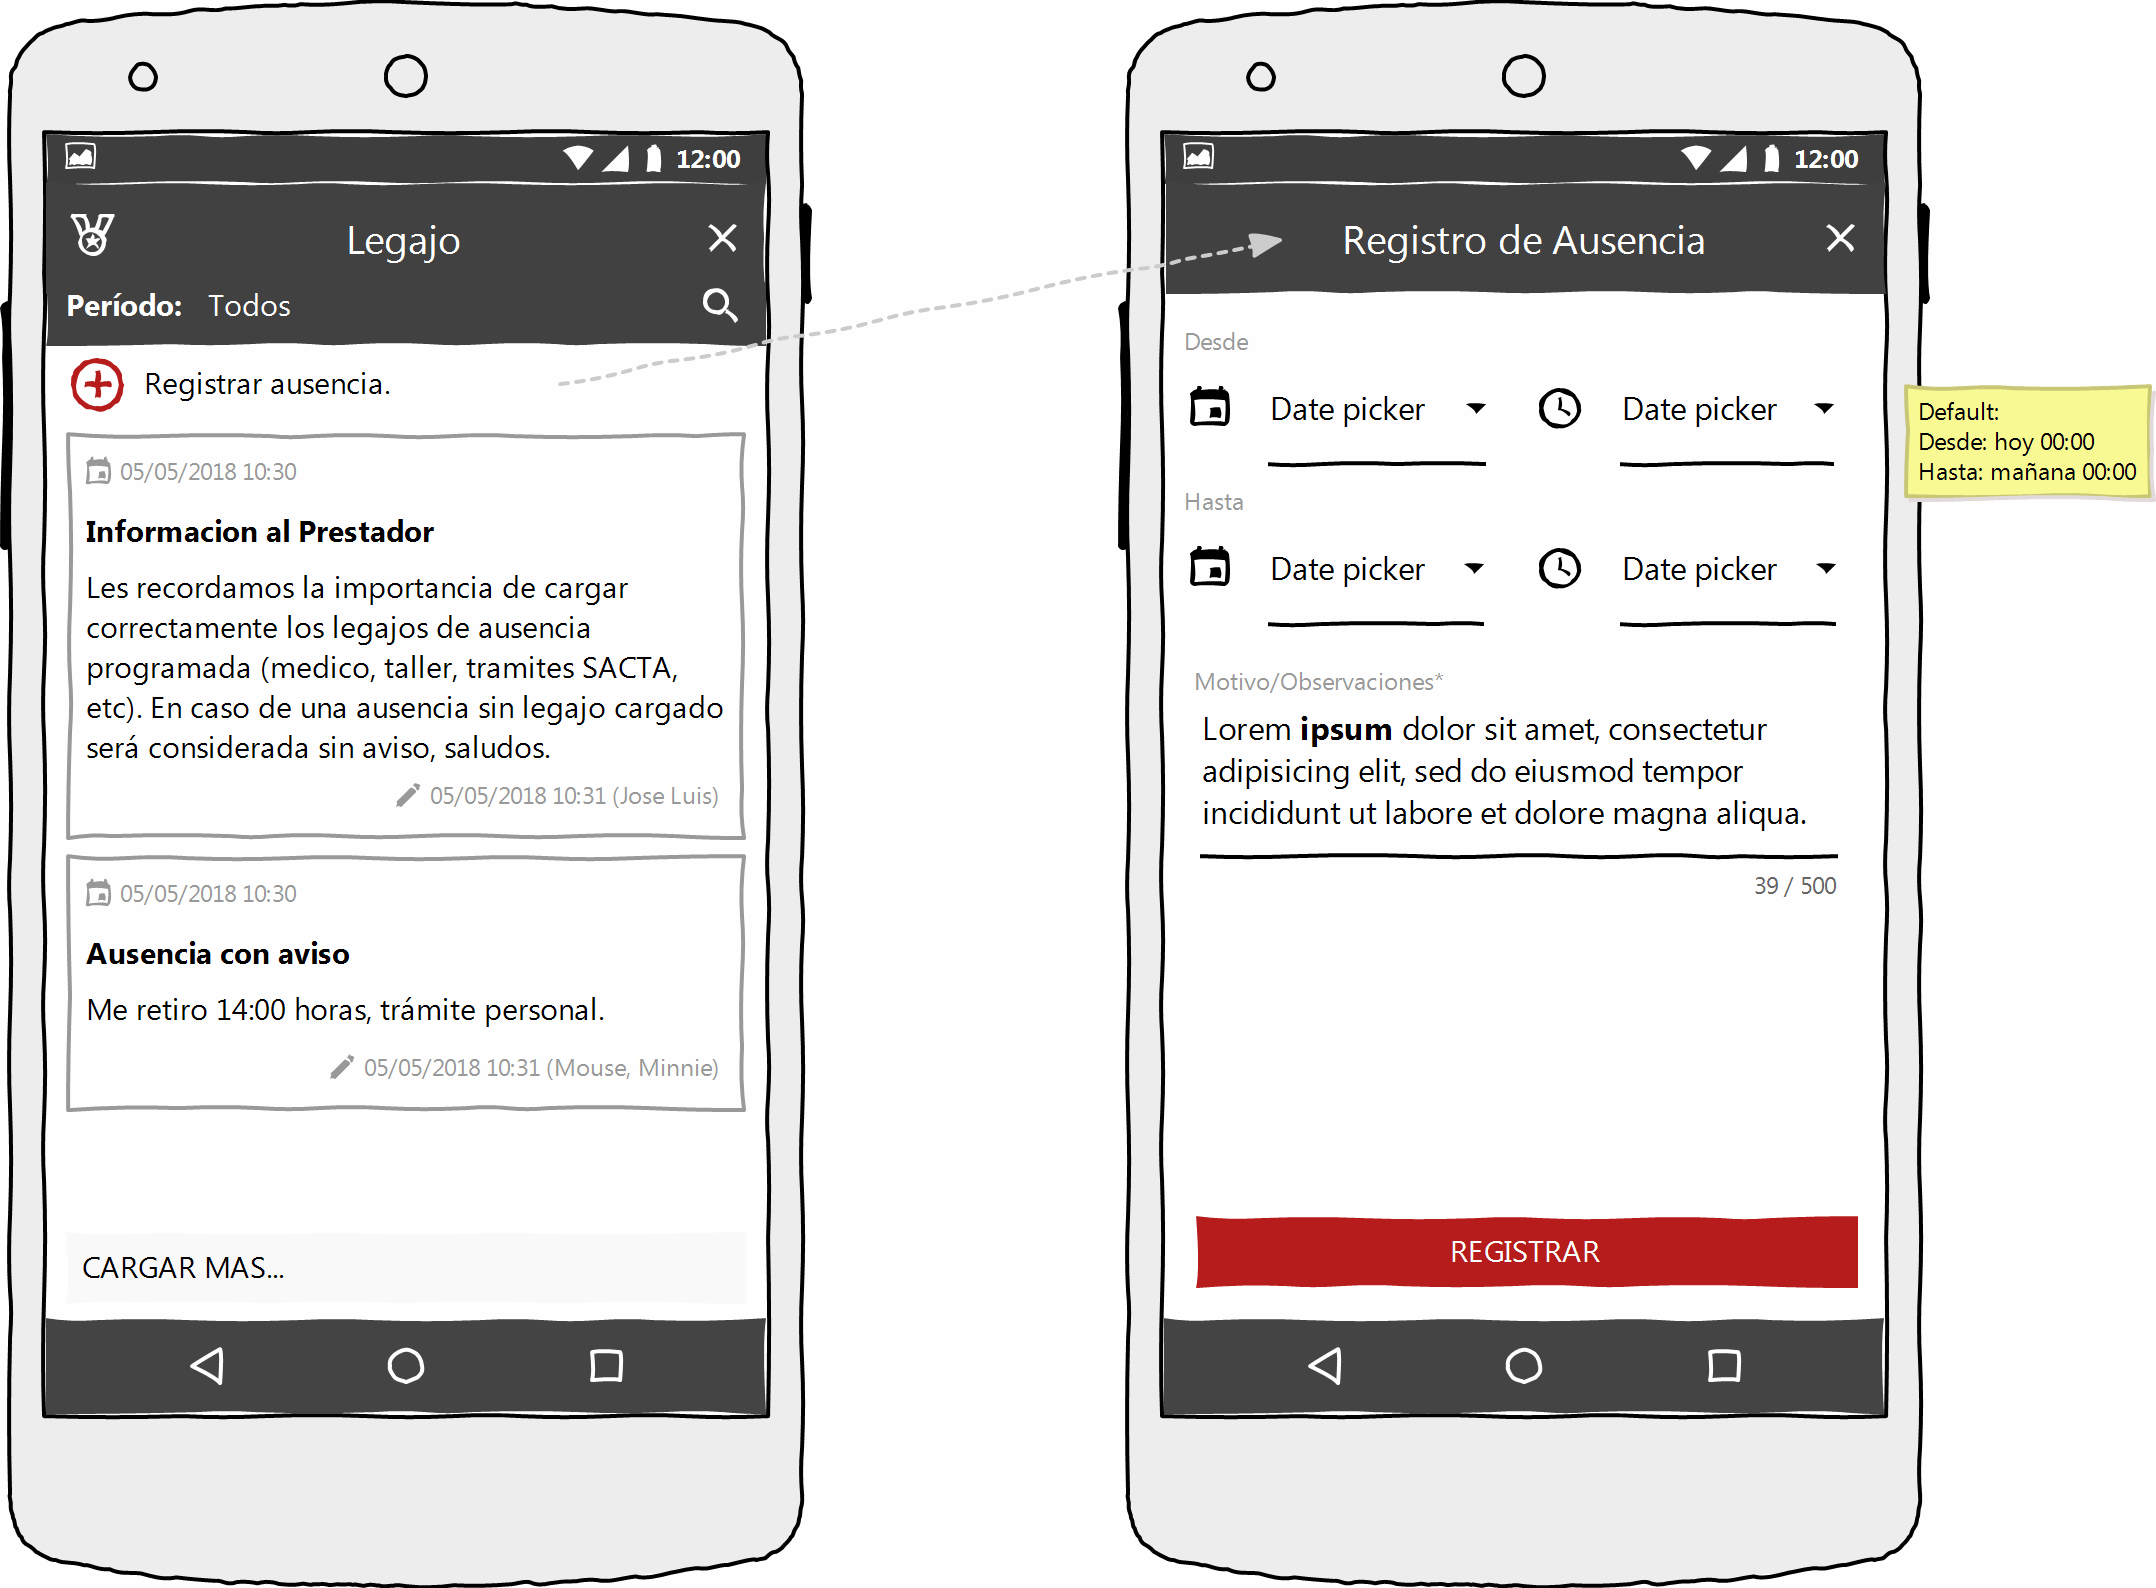 12:00
Legajo
Período: Todos
Registrar ausencia.
05/05/2018 10:30
Informacion al Prestador
Les recordamos la importancia de cargar
correctamente los legajos de ausencia
programada (medico, taller, tramites SACTA,
etc). En caso de una ausencia sin legajo cargado
será considerada sin aviso, saludos.
05/05/2018 10:31 (Jose Luis)
05/05/2018 10:30
Ausencia con aviso
Me retiro 14:00 horas, trámite personal.
05/05/2018 10:31 (Mouse, Minnie)
CARGAR MAS...
12:00
Registro de Ausencia
Desde
Date picker Date picker
Hasta
Date picker Date picker
Motivo/Observaciones*
Lorem ipsum dolor sit amet, consectetur
adipisicing elit, sed do eiusmod tempor
incididunt ut labore et dolore magna aliqua.
39 / 500
REGISTRAR
Default:
Desde: hoy 00:00
Hasta: mañana 00:00